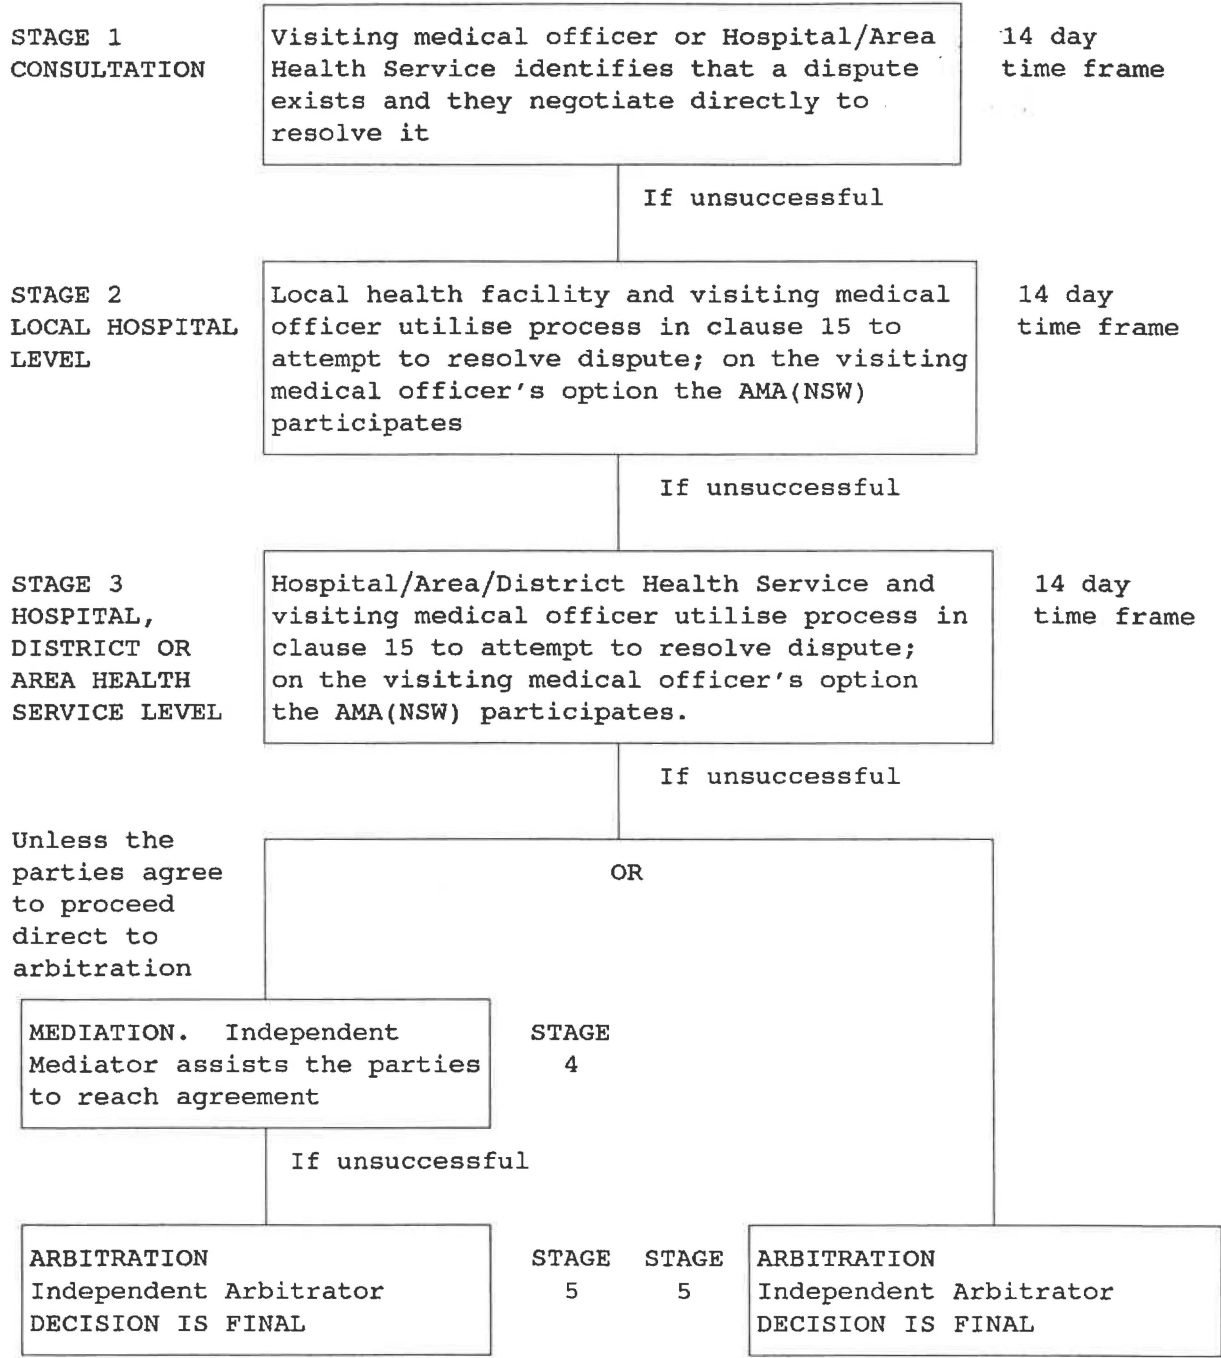 STAGE 1
CONSULTATION
Visiting medical officer or Hospital/Area
Health Service identifies that a dispute
exists and they negotiate directly to
resolve it
14 day
time frame
If unsuccessful
STAGE 2
LOCAL HOSPITAL
LEVEL
Local health facility and visiting medical
officer utilise process in clause 15 to
attempt to resolve dispute; on the visiting
medical officer's option the AMA(NSW)
participates
14 day
time frame
If unsuccessful
STAGE 3
HOSPITAL,
DISTRICT OR
AREA HEALTH
SERVICE LEVEL
Hospital/Area/District Health Service and
visiting medical officer utilise process in
clause 15 to attempt to resolve dispute;
on the visiting medical officer's option
the AMA(NSW) participates.
14 day
time frame
If unsuccessful
Unless the
parties agree
to proceed
direct to
arbitration
OR
MEDIATION. Independent
Mediator assists the parties
to reach agreement
STAGE
4
If unsuccessful
ARBITRATION
Independent Arbitrator
DECISION IS FINAL
STAGE
5
STAGE
5
ARBITRATION
Independent Arbitrator
DECISION IS FINAL